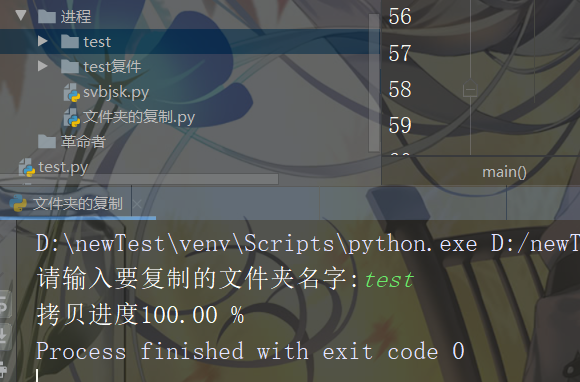 进程
test
test复件
svbjsk.py
文件夹的复制.py
革命者
test.py
56
57
58
59
main()
文件夹的复制
D:\newTest\venv\Scripts\python.exe D:/newT
请输入要复制的文件夹名字:test
拷贝进度100.00 %
Process finished with exit code 0